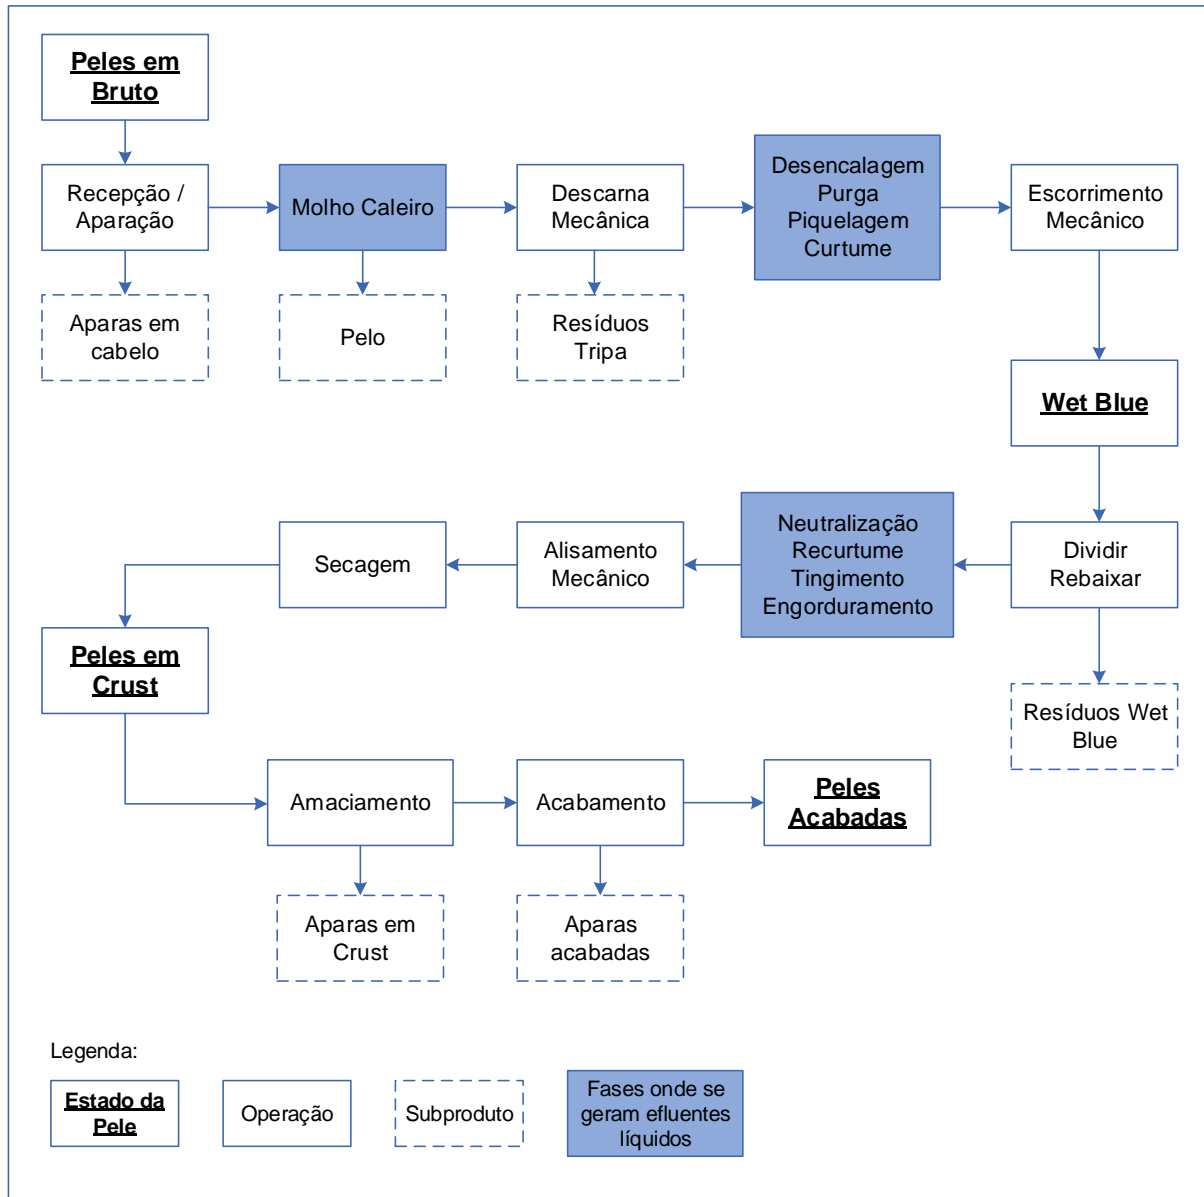 Peles em
Bruto
Recepção /
Aparação
Molho Caleiro
Descarna
Mecânica
Desencalagem
Purga
Piquelagem
Curtume
Escorrimento
Mecânico
Aparas em
cabelo
Pelo
Resíduos
Tripa
Wet Blue
Secagem
Alisamento
Mecânico
Neutralização
Recurtume
Tingimento
Engorduramento
Dividir
Rebaixar
Peles em
Crust
Resíduos Wet
Blue
Amaciamento
Acabamento
Peles
Acabadas
Aparas em
Crust
Aparas
acabadas
Legenda:
Estado da
Pele
Operação
Subproduto
Fases onde se
geram efluentes
líquidos